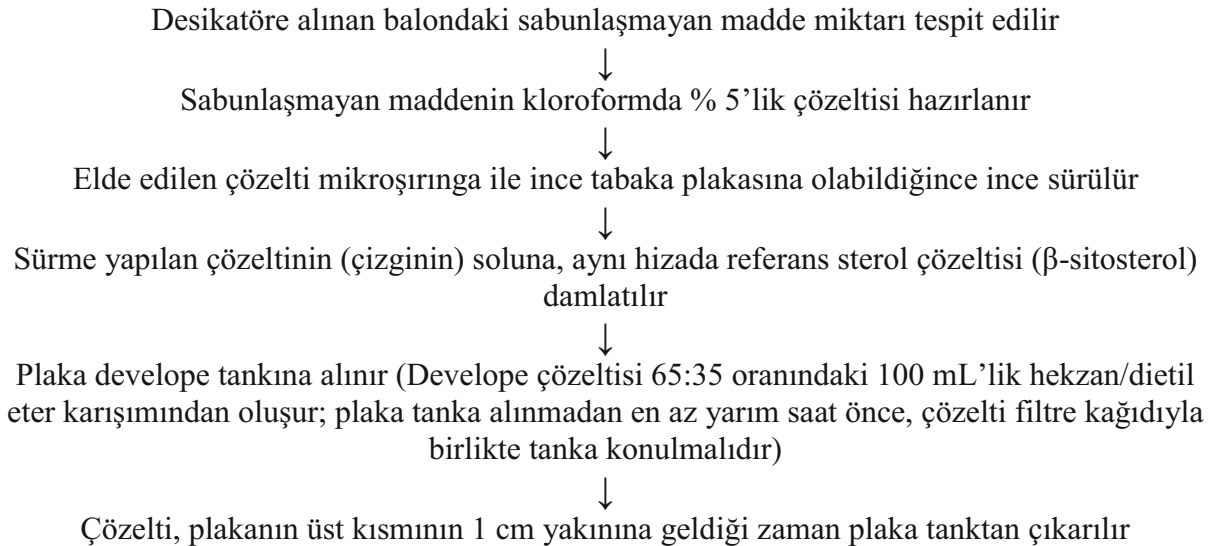 Desikatöre alınan balondaki sabunlaşmayan madde miktarı tespit edilir
↓
Sabunlaşmayan maddenin kloroformda % 5’lik çözeltisi hazırlanır
↓
Elde edilen çözelti mikroşırınga ile ince tabaka plakasına olabildiğince ince sürülür
↓
Sürme yapılan çözeltinin (çizginin) soluna, aynı hizada referans sterol çözeltisi (β-sitosterol)
damlatılır
↓
Plaka develope tankına alınır (Develope çözeltisi 65:35 oranındaki 100 mL’lik hekzan/dietil
eter karışımından oluşur; plaka tanka alınmadan en az yarım saat önce, çözelti filtre kağıdıyla
birlikte tanka konulmalıdır)
↓
Çözelti, plakanın üst kısmının 1 cm yakınına geldiği zaman plaka tanktan çıkarılır